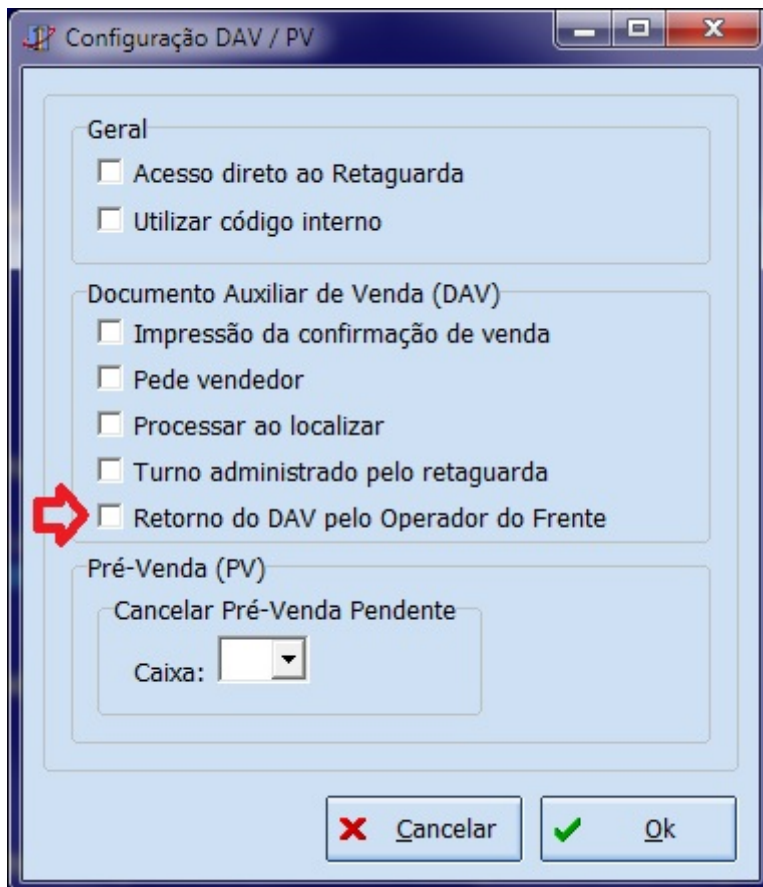 Configuração DAV / PV
Geral
Acesso direto ao Retaguarda
Utilizar código interno
Documento Auxiliar de Venda (DAV)
Impressão da confirmação de venda
Pede vendedor
Processar ao localizar
Turno administrado pelo retaguarda
Retorno do DAV pelo Operador do Frente
Pré-Venda (PV)
Cancelar Pré-Venda Pendente
Caixa:
Cancelar
Ok